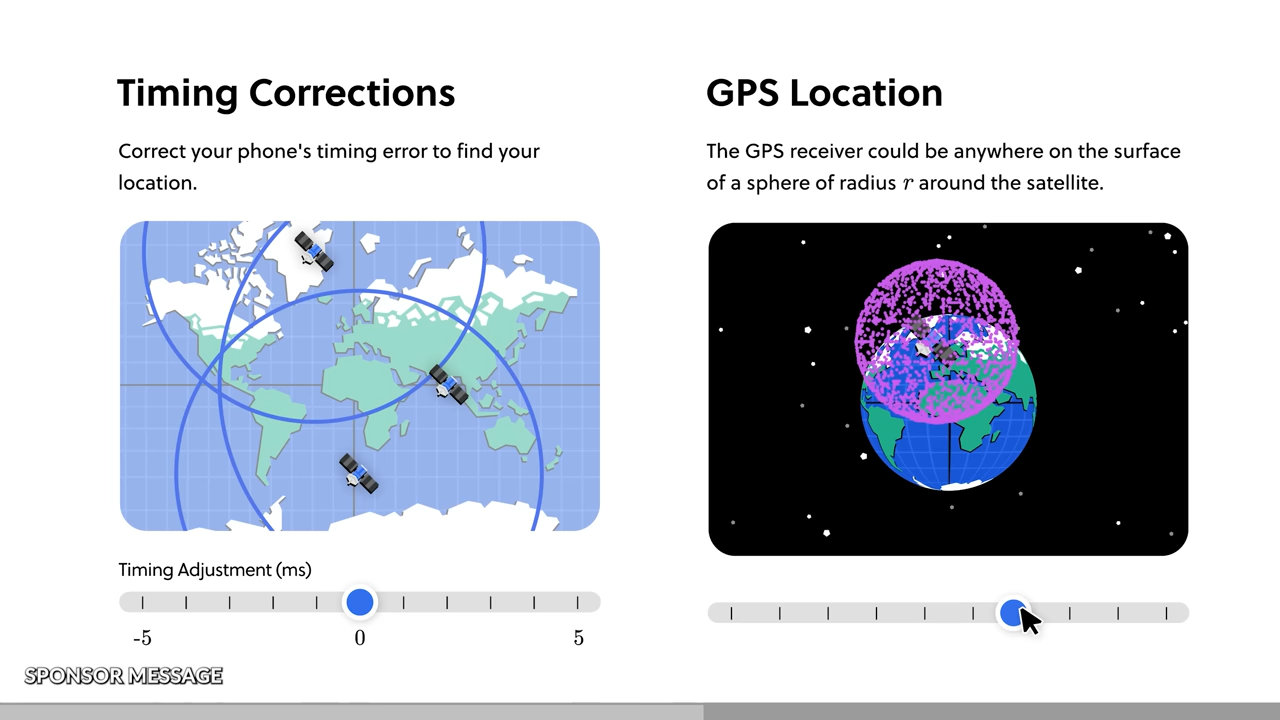 Timing Corrections
Correct your phone's timing error to find your
location.
Timing Adjustment (ms)
-5 0 5
GPS Location
The GPS receiver could be anywhere on the surface
of a sphere of radius r around the satellite.
SPONSOR MESSAGE